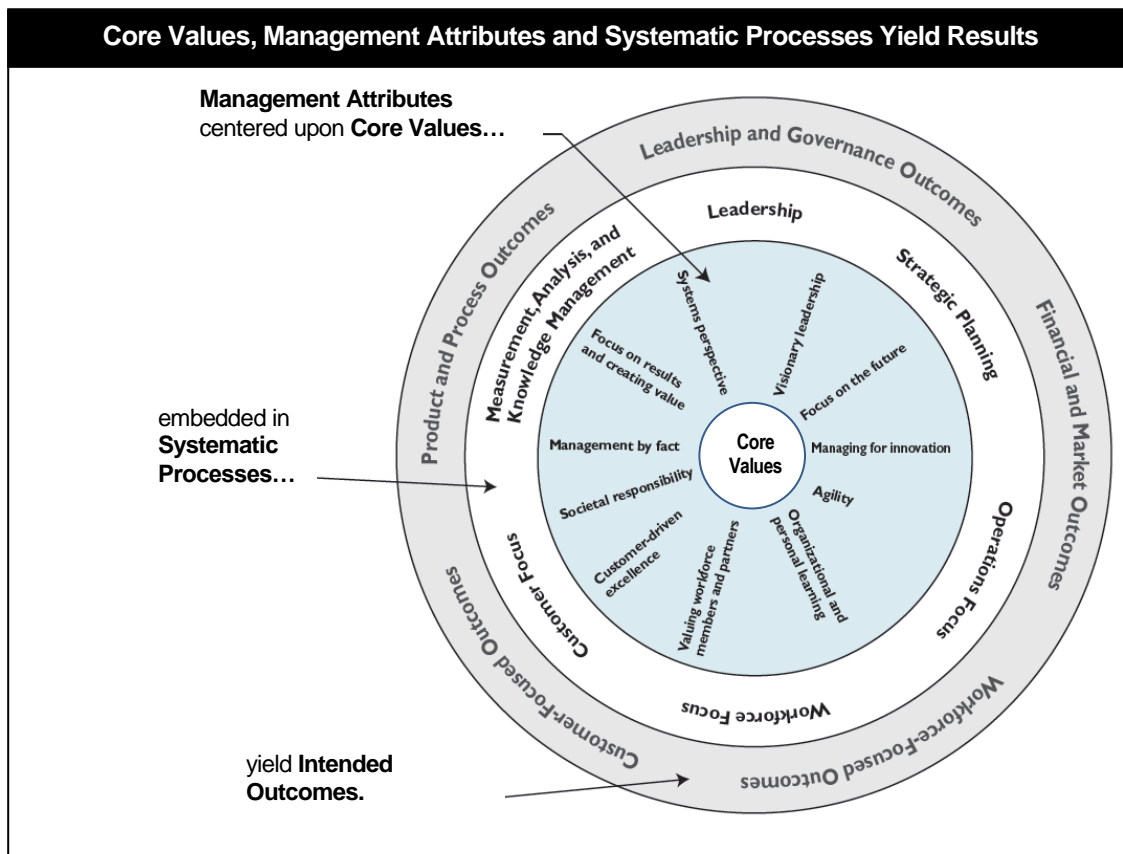 Core Values, Management Attributes and Systematic Processes Yield Results
Management Attributes
centered upon Core Values…
embedded in
Systematic
Processes…
yield Intended
Outcomes.
Leadership and Governance Outcomes
Financial and Market Outcomes
Workforce-Focused Outcomes
Customer-Focused Outcomes
Product and Process Outcomes
Leadership
Strategic Planning
Operations Focus
Workforce Focus
Customer Focus
Measurement, Analysis, and
Knowledge Management
Systems perspective
Visionary leadership
Focus on the future
Managing for innovation
Agility
Organizational and
personal learning
Valuing workforce
members and partners
Customer-driven
excellence
Societal responsibility
Management by fact
Focus on results
and creating value
Core
Values